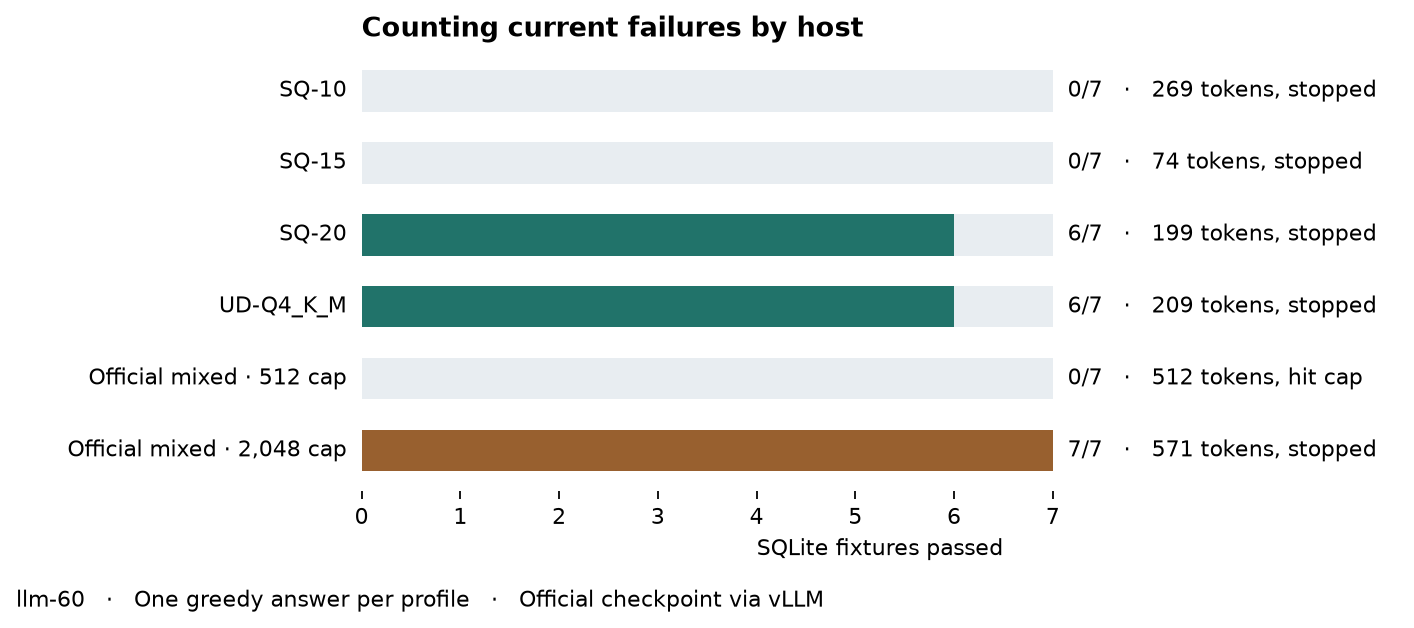 Counting current failures by host
SQ-10 0/7 · 269 tokens, stopped
SQ-15 0/7 · 74 tokens, stopped
SQ-20 6/7 · 199 tokens, stopped
UD-Q4_K_M 6/7 · 209 tokens, stopped
Official mixed · 512 cap 0/7 · 512 tokens, hit cap
Official mixed · 2,048 cap 7/7 · 571 tokens, stopped
0 1 2 3 4 5 6 7
SQLite fixtures passed
llm-60 · One greedy answer per profile · Official checkpoint via vLLM